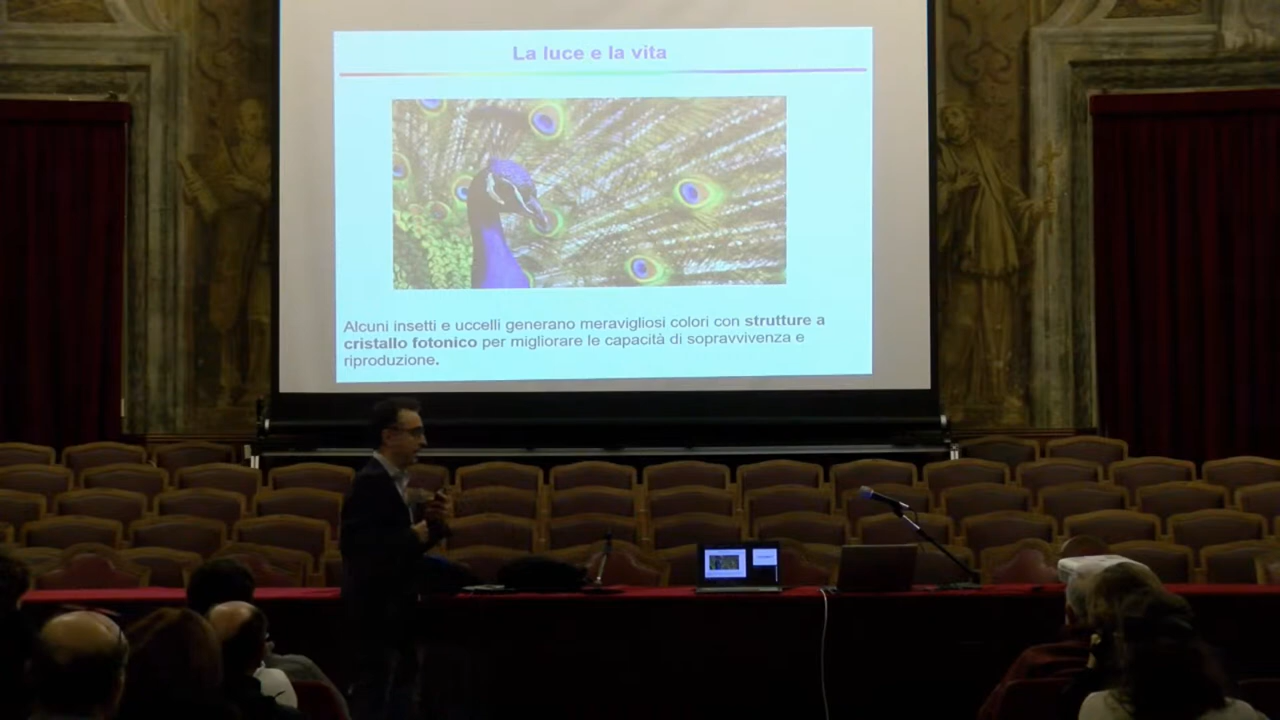 La luce e la vita
Alcuni insetti e uccelli generano meravigliosi colori con strutture a
cristallo fotonico per migliorare le capacità di sopravvivenza e
riproduzione.